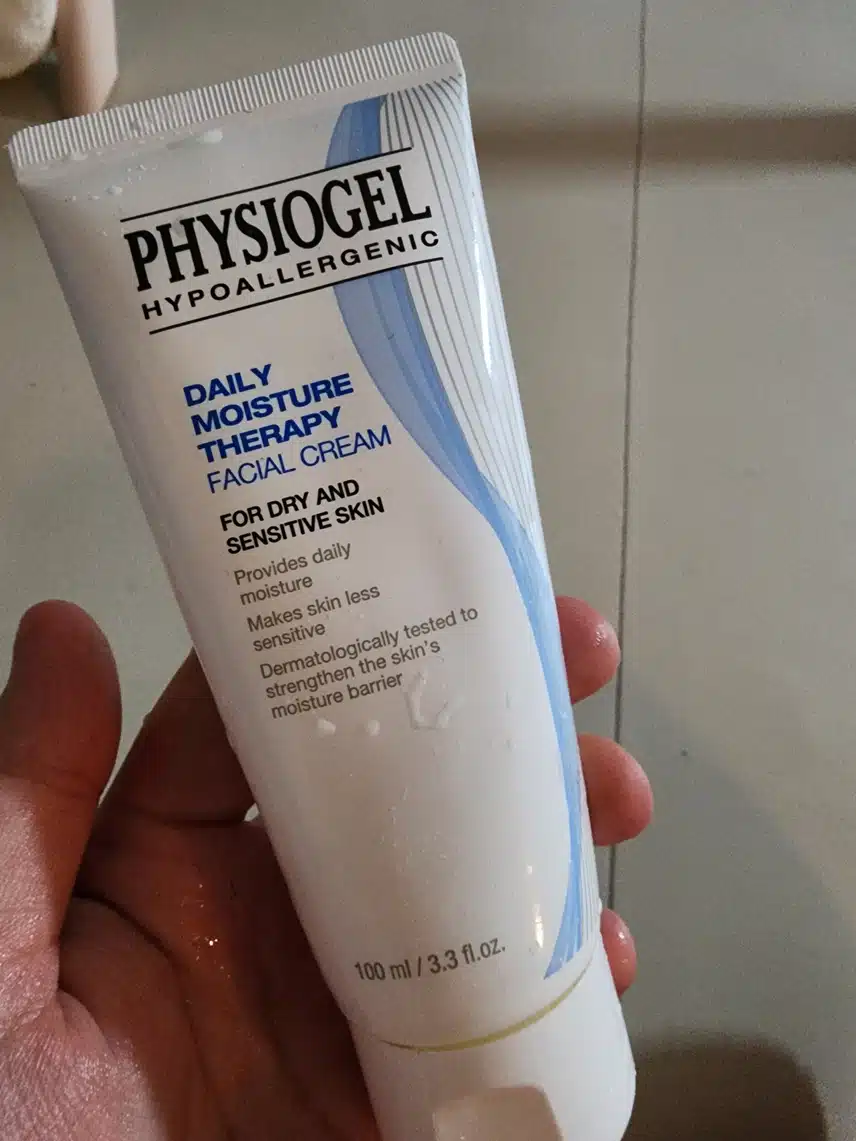 PHYSIOGEL
HYPOALLERGENIC
DAILY
MOISTURE
THERAPY
FACIAL CREAM
FOR DRY AND
SENSITIVE SKIN
Provides daily
moisture
Makes skin less
sensitive
Dermatologically tested to
strengthen the skin's
moisture barrier
100 ml / 3.3 fl.oz.